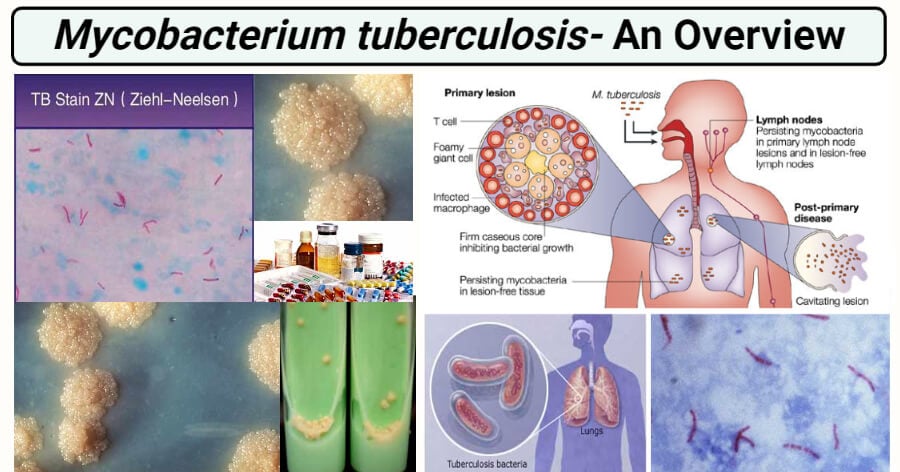 Mycobacterium tuberculosis- An Overview
TB Stain ZN ( Ziehl-Neelsen )
Primary lesion
T cell
Foamy
giant cell
Infected
macrophage
Firm caseous core
inhibiting bacterial growth
Persisting mycobacteria
in lesion-free tissue
M. tuberculosis
Lymph nodes
Persisting mycobacteria
in primary lymph node
lesions and in lesion-free
lymph nodes
Post-primary
disease
Cavitating lesion
Lungs
Tuberculosis bacteria